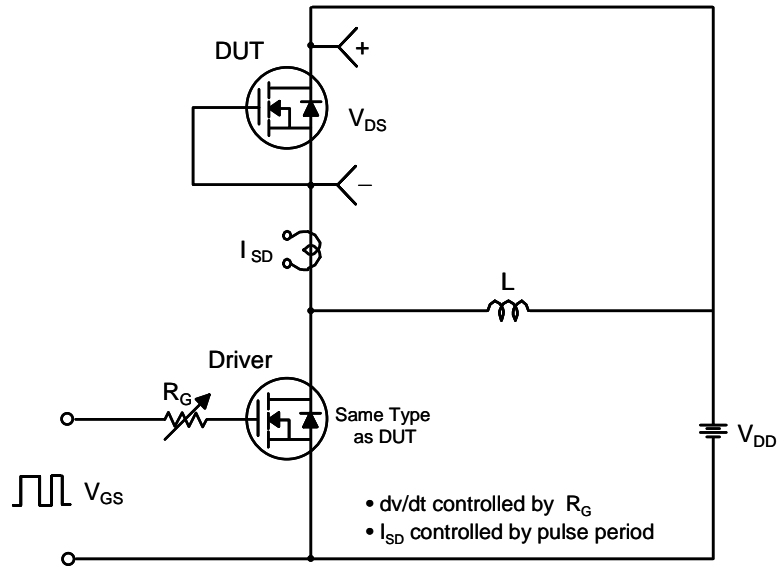 DUT
+
VDS
–
I SD
L
Driver
RG
Same Type
as DUT
VDD
VGS
• dv/dt controlled by RG
• ISD controlled by pulse period